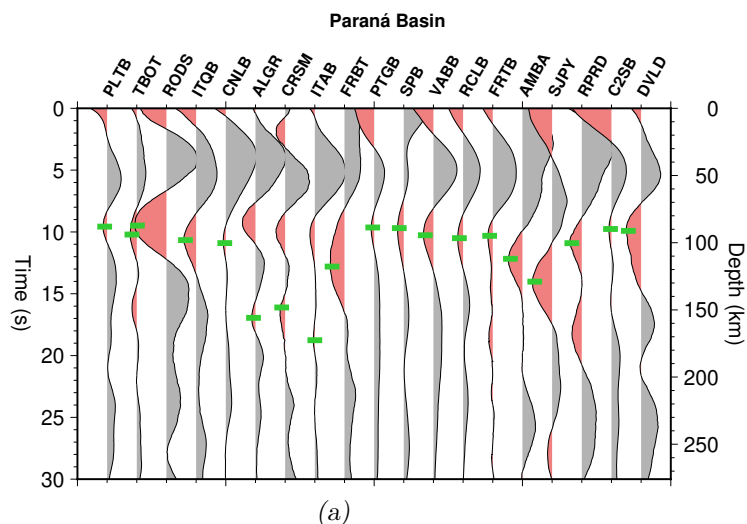 Paraná Basin
PLTB TBOT RODS ITQB CNLB ALGR CRSM ITAB FRBT PTGB SPB VABB RCLB FRTB AMBA SJPY RPRD C2SB DVLD
0 0
5 50
10 100
15 150
20 200
25 250
30
Time (s)
Depth (km)
(a)